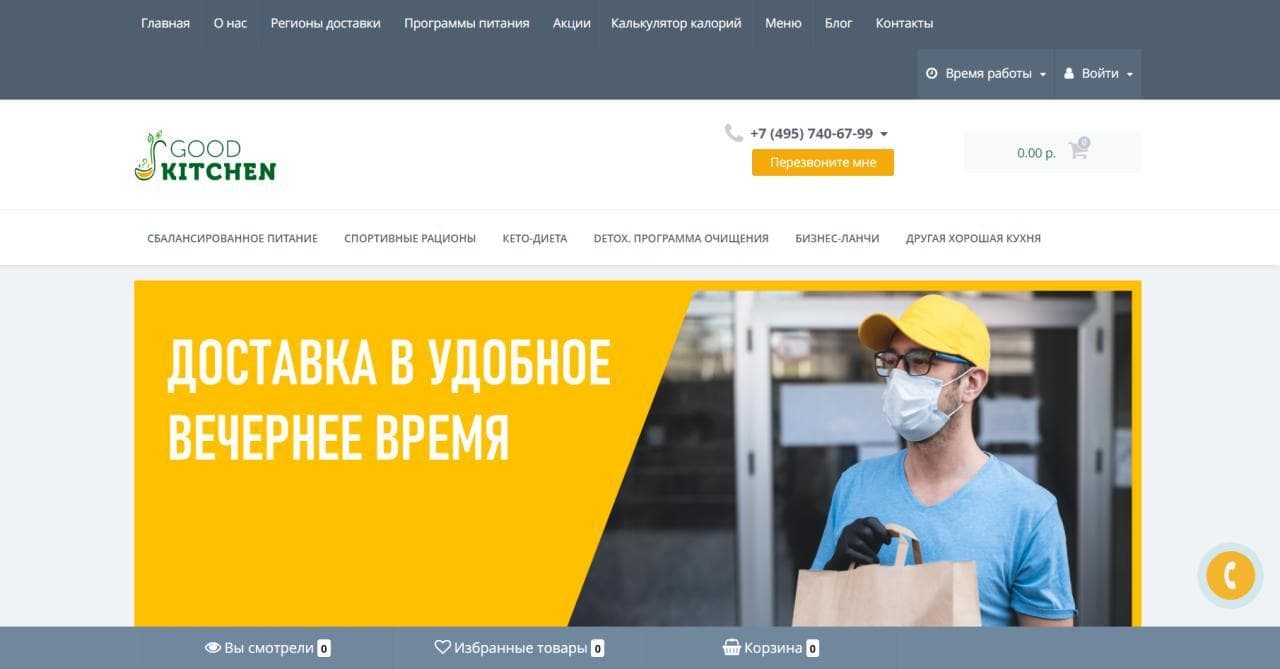 Главная О нас Регионы доставки Программы питания Акции Калькулятор калорий Меню Блог Контакты
Время работы Войти
GOOD
KITCHEN
+7 (495) 740-67-99
Перезвоните мне
0.00 р. 0
СБАЛАНСИРОВАННОЕ ПИТАНИЕ СПОРТИВНЫЕ РАЦИОНЫ КЕТО-ДИЕТА DETOX. ПРОГРАММА ОЧИЩЕНИЯ БИЗНЕС-ЛАНЧИ ДРУГАЯ ХОРОШАЯ КУХНЯ
ДОСТАВКА В УДОБНОЕ
ВЕЧЕРНЕЕ ВРЕМЯ
Вы смотрели 0 Избранные товары 0 Корзина 0